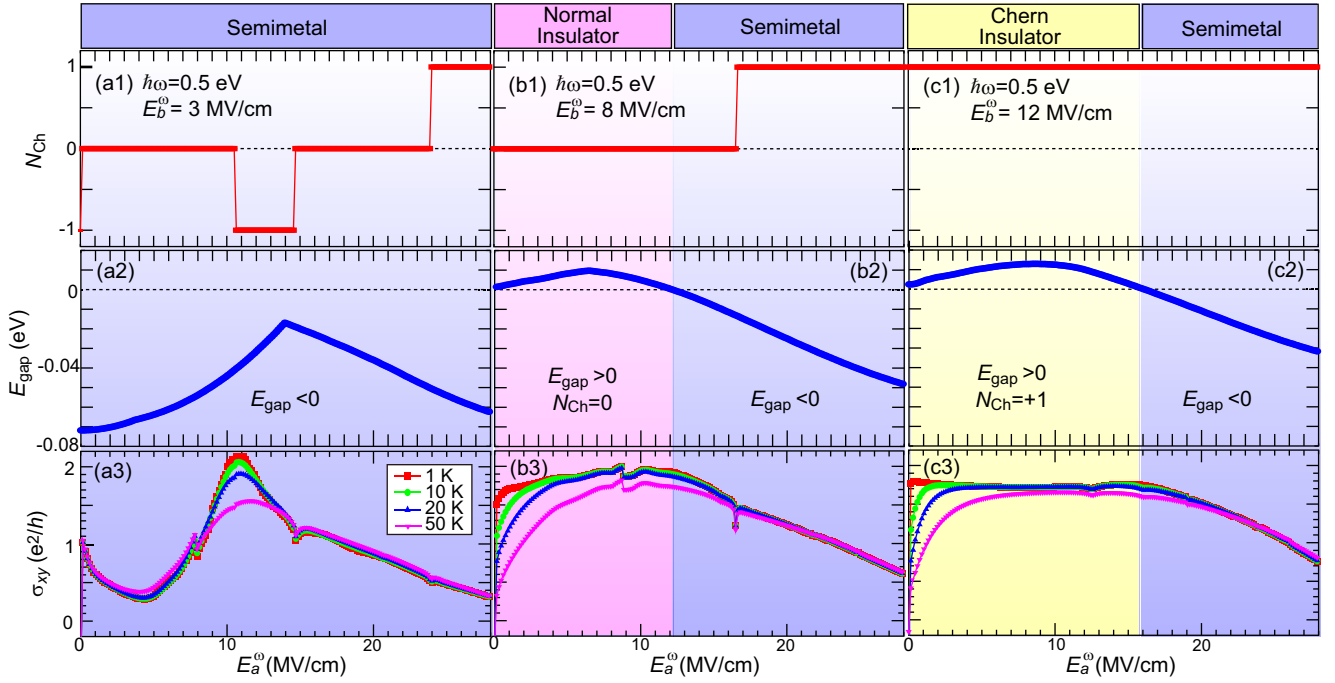 Semimetal
Normal
Insulator
Semimetal
Chern
Insulator
Semimetal
(a1) ℏω=0.5 eV
E_b^ω = 3 MV/cm
(b1) ℏω=0.5 eV
E_b^ω = 8 MV/cm
(c1) ℏω=0.5 eV
E_b^ω = 12 MV/cm
N_Ch
1
0
-1
(a2)
(b2)
(c2)
E_gap (eV)
0
-0.04
-0.08
E_gap <0
E_gap >0
N_Ch=0
E_gap <0
E_gap >0
N_Ch=+1
E_gap <0
(a3)
(b3)
(c3)
1 K
10 K
20 K
50 K
σ_xy (e²/h)
2
1
0
0 10 20
0 10 20
0 10 20
E_a^ω (MV/cm)
E_a^ω (MV/cm)
E_a^ω (MV/cm)